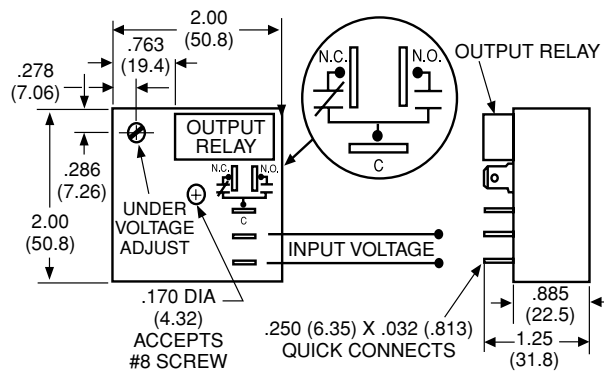 2.00
(50.8)
.763
(19.4)
.278
(7.06)
N.C.
N.O.
C
OUTPUT RELAY
OUTPUT
RELAY
.286
(7.26)
N.C.
N.O.
C
2.00
(50.8)
UNDER
VOLTAGE
ADJUST
INPUT VOLTAGE
.170 DIA
(4.32)
ACCEPTS
#8 SCREW
.250 (6.35) X .032 (.813)
QUICK CONNECTS
.885
(22.5)
1.25
(31.8)